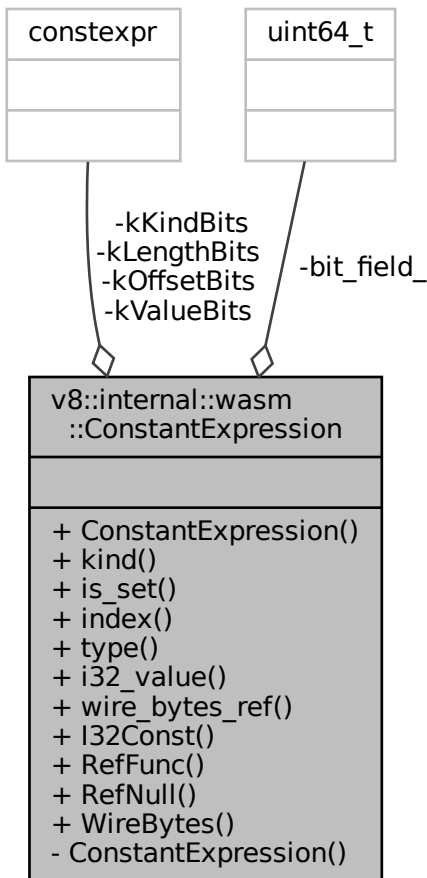 constexpr
uint64_t
-kKindBits
-kLengthBits
-kOffsetBits
-kValueBits
-bit_field_
v8::internal::wasm
::ConstantExpression
+ ConstantExpression()
+ kind()
+ is_set()
+ index()
+ type()
+ i32_value()
+ wire_bytes_ref()
+ I32Const()
+ RefFunc()
+ RefNull()
+ WireBytes()
- ConstantExpression()